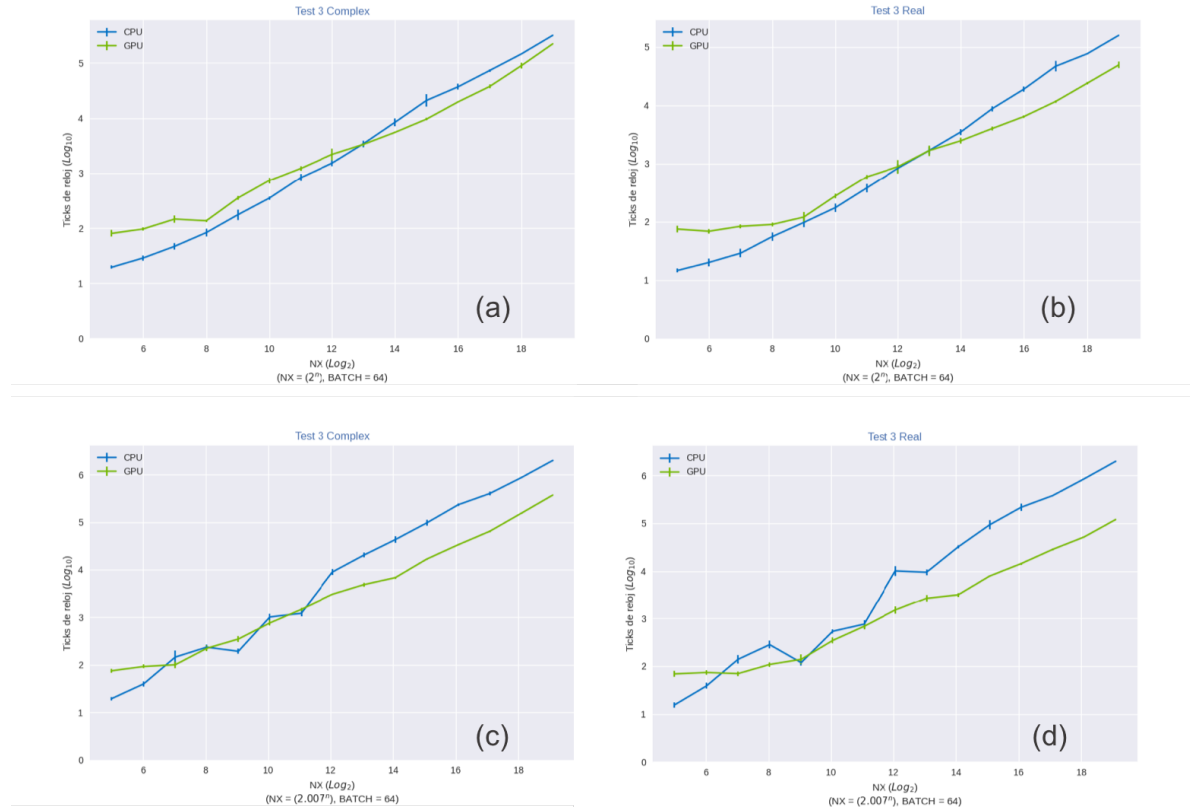 Test 3 Complex
CPU
GPU
5
4
3
2
1
0
Ticks de reloj (Log₁₀)
6 8 10 12 14 16 18
NX (Log₂)
(NX = (2ⁿ), BATCH = 64)
(a)
Test 3 Real
CPU
GPU
5
4
3
2
1
0
Ticks de reloj (Log₁₀)
6 8 10 12 14 16 18
NX (Log₂)
(NX = (2ⁿ), BATCH = 64)
(b)
Test 3 Complex
CPU
GPU
6
5
4
3
2
1
0
Ticks de reloj (Log₁₀)
6 8 10 12 14 16 18
NX (Log₂)
(NX = (2.007ⁿ), BATCH = 64)
(c)
Test 3 Real
CPU
GPU
6
5
4
3
2
1
0
Ticks de reloj (Log₁₀)
6 8 10 12 14 16 18
NX (Log₂)
(NX = (2.007ⁿ), BATCH = 64)
(d)